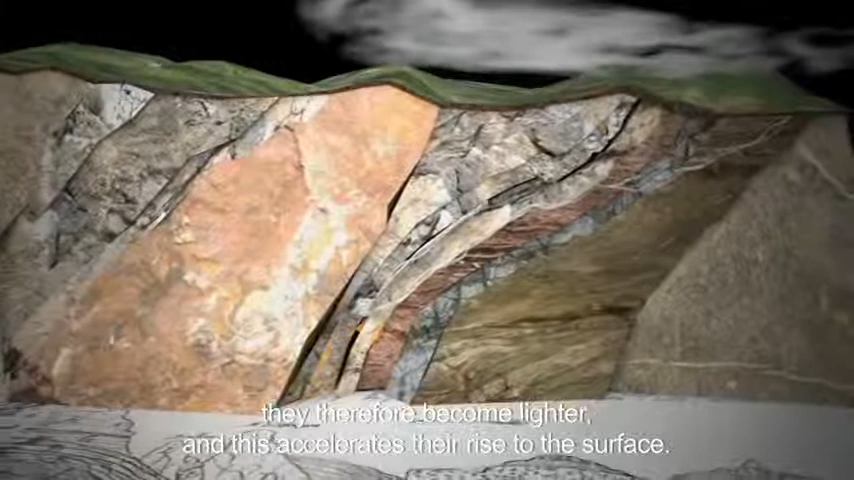 they therefore become lighter,
and this accelerates their rise to the surface.